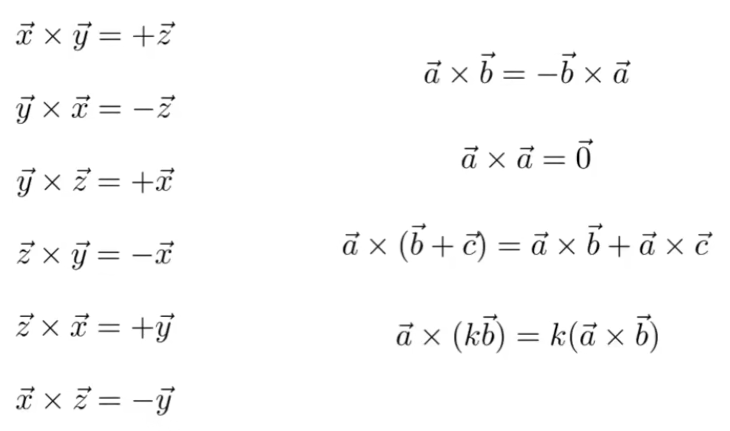 x⃗ × y⃗ = +z⃗
y⃗ × x⃗ = −z⃗
y⃗ × z⃗ = +x⃗
z⃗ × y⃗ = −x⃗
z⃗ × x⃗ = +y⃗
x⃗ × z⃗ = −y⃗
a⃗ × b⃗ = −b⃗ × a⃗
a⃗ × a⃗ = 0⃗
a⃗ × (b⃗ + c⃗) = a⃗ × b⃗ + a⃗ × c⃗
a⃗ × (kb⃗) = k(a⃗ × b⃗)